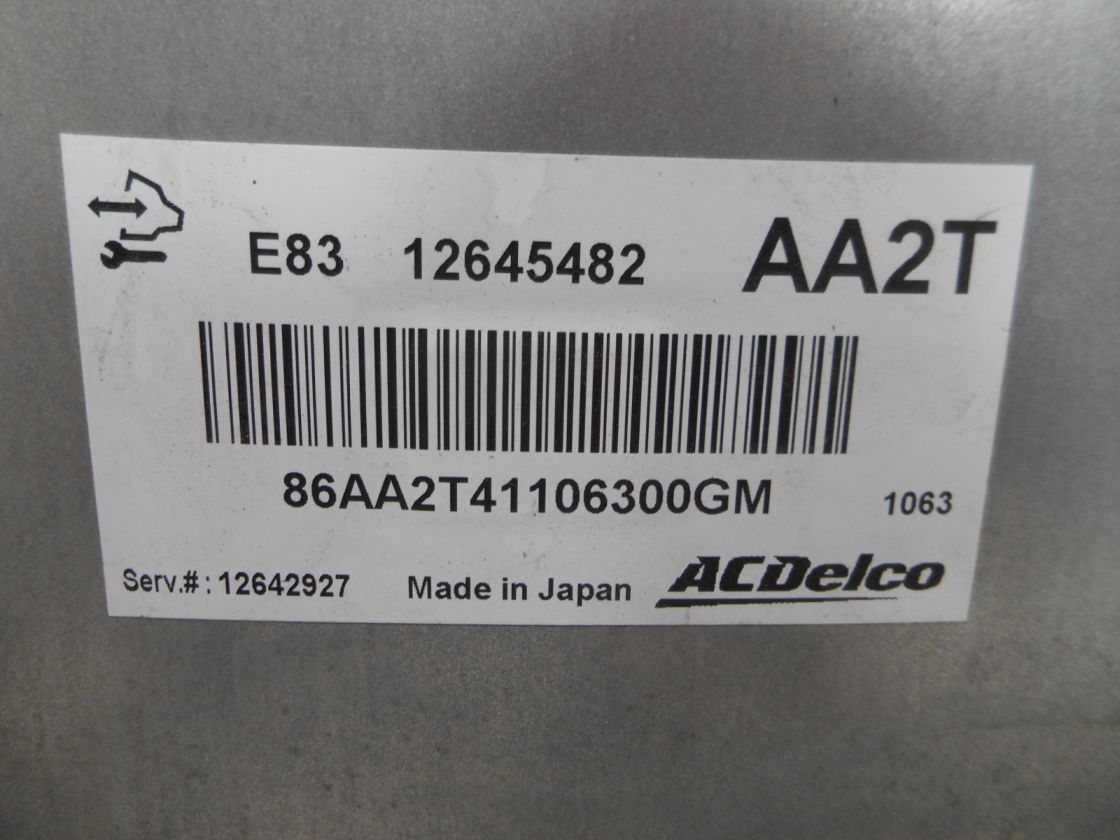 E83 12645482 AA2T
86AA2T41106300GM 1063
Serv.#: 12642927 Made in Japan ACDelco